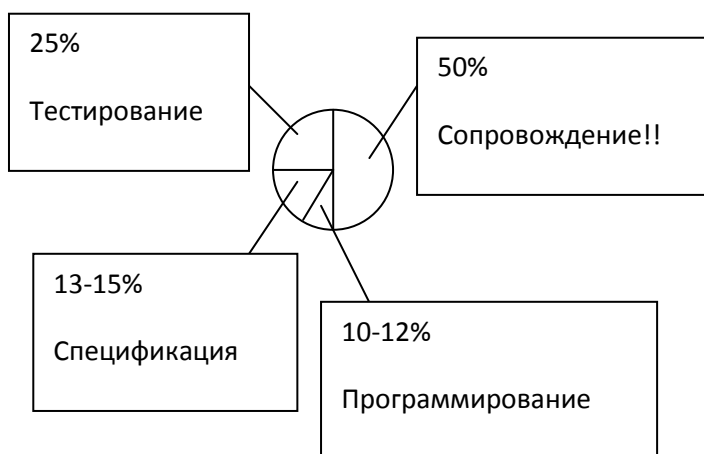 25%
Тестирование
50%
Сопровождение!!
13-15%
Спецификация
10-12%
Программирование